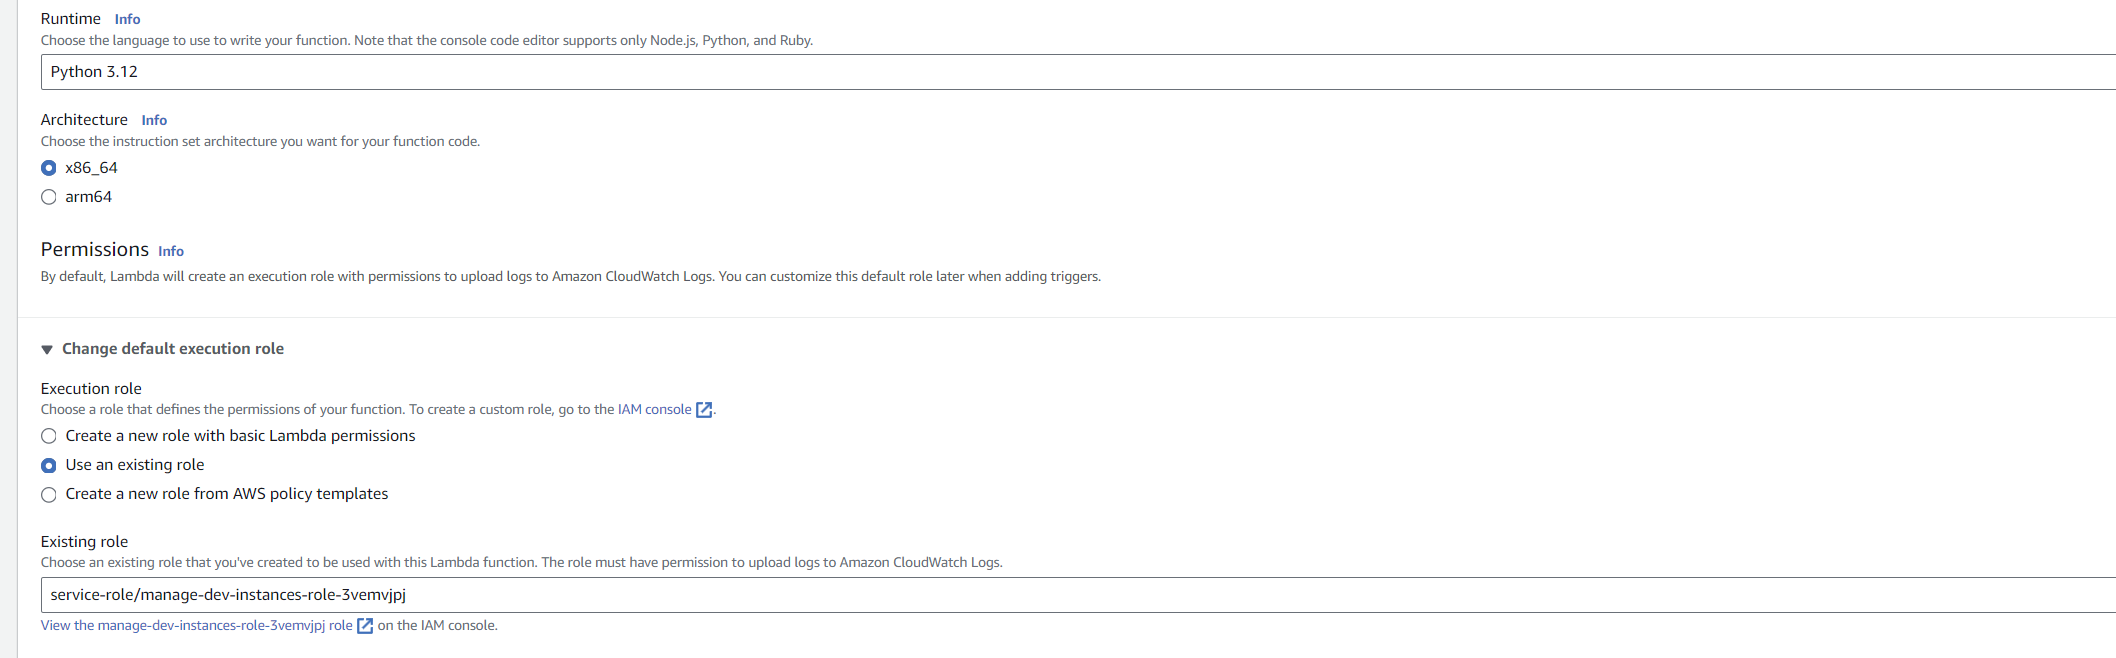 Runtime Info
Choose the language to use to write your function. Note that the console code editor supports only Node.js, Python, and Ruby.
Python 3.12
Architecture Info
Choose the instruction set architecture you want for your function code.
x86_64
arm64
Permissions Info
By default, Lambda will create an execution role with permissions to upload logs to Amazon CloudWatch Logs. You can customize this default role later when adding triggers.
Change default execution role
Execution role
Choose a role that defines the permissions of your function. To create a custom role, go to the IAM console.
Create a new role with basic Lambda permissions
Use an existing role
Create a new role from AWS policy templates
Existing role
Choose an existing role that you've created to be used with this Lambda function. The role must have permission to upload logs to Amazon CloudWatch Logs.
service-role/manage-dev-instances-role-3vemvjpj
View the manage-dev-instances-role-3vemvjpj role on the IAM console.